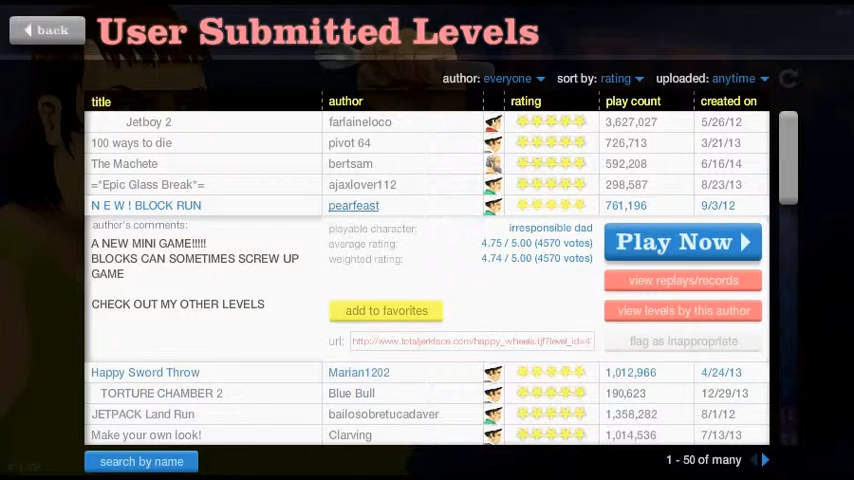 back
User Submitted Levels
author: everyone sort by: rating uploaded: anytime
title author rating play count created on
Jetboy 2 farlaineloco 3,627,027 5/26/12
100 ways to die pivot 64 726,713 3/21/13
The Machete bertsam 592,208 6/16/14
=*Epic Glass Break*= ajaxlover112 298,587 8/23/13
N E W ! BLOCK RUN pearfeast 761,196 9/3/12
author's comments:
A NEW MINI GAME!!!!!
BLOCKS CAN SOMETIMES SCREW UP
GAME
CHECK OUT MY OTHER LEVELS
playable character: irresponsible dad
average rating: 4.75 / 5.00 (4570 votes)
weighted rating: 4.74 / 5.00 (4570 votes)
add to favorites
url: http://www.totaljerkface.com/happy_wheels.tjf?level_id=4
Play Now
view replays/records
view levels by this author
flag as inappropriate
Happy Sword Throw Marian1202 1,012,966 4/24/13
TORTURE CHAMBER 2 Blue Bull 190,623 12/29/13
JETPACK Land Run bailosobretucadaver 1,358,282 8/1/12
Make your own look! Clarving 1,014,536 7/13/13
search by name
1 - 50 of many